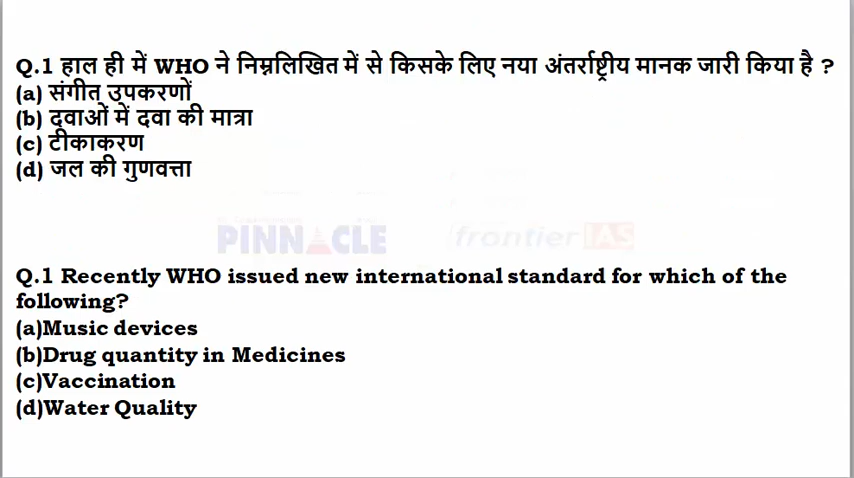 Q.1 हाल ही में WHO ने निम्नलिखित में से किसके लिए नया अंतर्राष्ट्रीय मानक जारी किया है ?
(a) संगीत उपकरणों
(b) दवाओं में दवा की मात्रा
(c) टीकाकरण
(d) जल की गुणवत्ता
PINNACLE frontier IAS
Q.1 Recently WHO issued new international standard for which of the
following?
(a)Music devices
(b)Drug quantity in Medicines
(c)Vaccination
(d)Water Quality